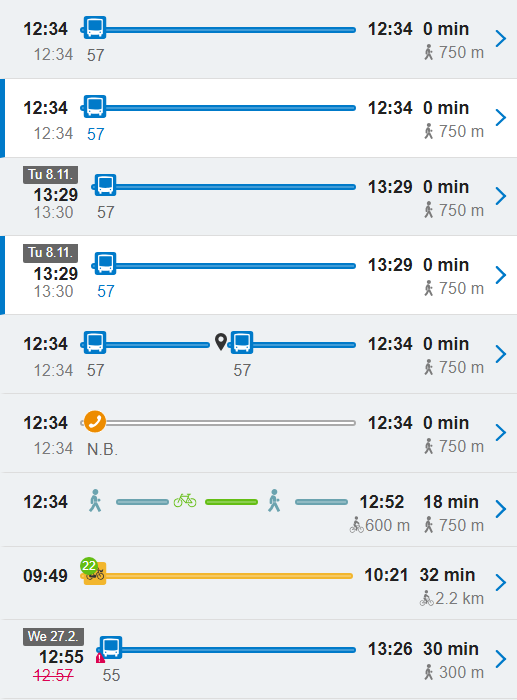 12:34 12:34 0 min
12:34 57 750 m
12:34 12:34 0 min
12:34 57 750 m
Tu 8.11.
13:29 13:29 0 min
13:30 57 750 m
Tu 8.11.
13:29 13:29 0 min
13:30 57 750 m
12:34 12:34 0 min
12:34 57 57 750 m
12:34 12:34 0 min
12:34 N.B. 750 m
12:34 12:52 18 min
600 m 750 m
22
09:49 10:21 32 min
2.2 km
We 27.2.
12:55 13:26 30 min
12:57 55 300 m